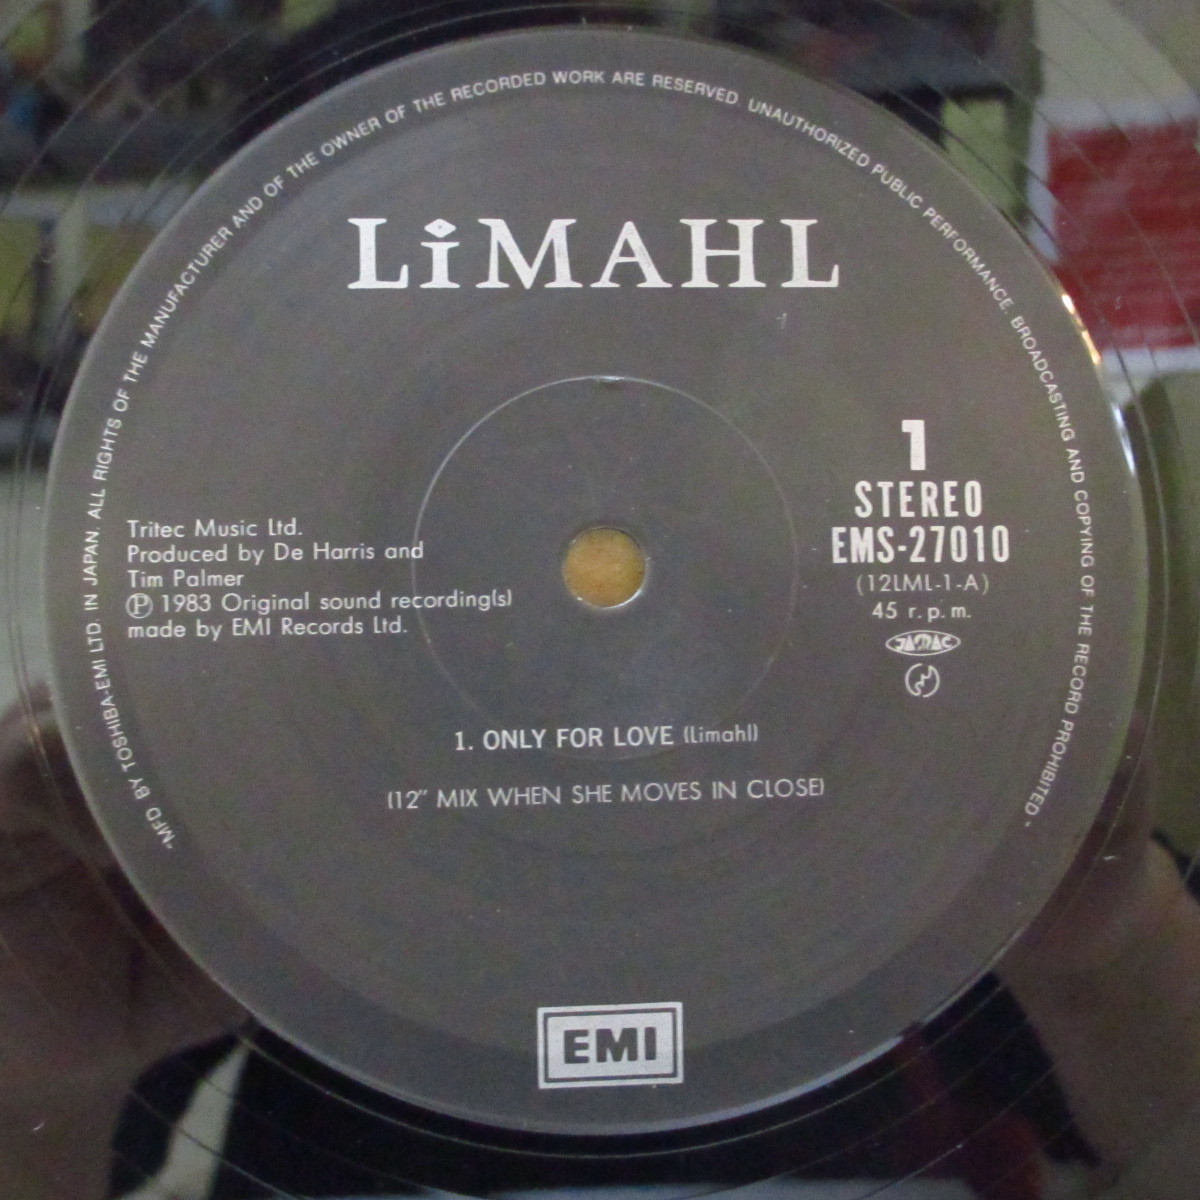 "MFD BY TOSHIBA-EMI LTD. IN JAPAN. ALL RIGHTS OF THE MANUFACTURER AND OF THE OWNER OF THE RECORDED WORK ARE RESERVED. UNAUTHORIZED PUBLIC PERFORMANCE. BROADCASTING AND COPYING OF THE RECORD PROHIBITED."
LiMAHL
1
STEREO
EMS-27010
(12LML-1-A)
45 r.p.m.
JASRAC
Tritec Music Ltd.
Produced by De Harris and
Tim Palmer
Ⓟ 1983 Original sound recording(s)
made by EMI Records Ltd.
1. ONLY FOR LOVE (Limahl)
(12" MIX WHEN SHE MOVES IN CLOSE)
EMI